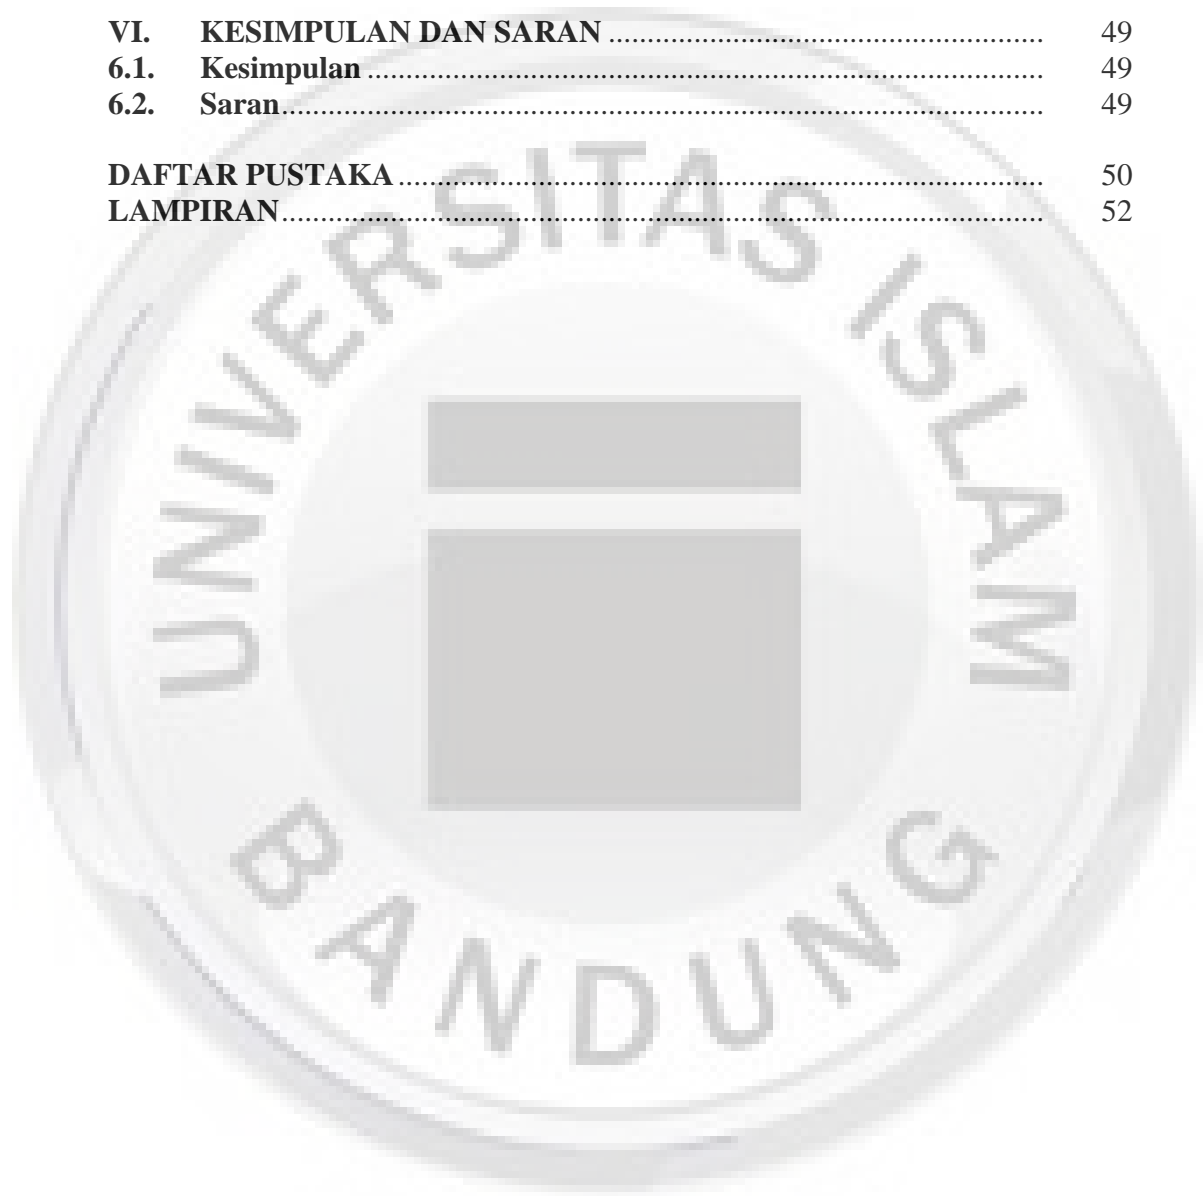 VI. KESIMPULAN DAN SARAN ........................................................ 49
6.1. Kesimpulan ........................................................................................ 49
6.2. Saran ................................................................................................... 49
DAFTAR PUSTAKA ................................................................................... 50
LAMPIRAN .................................................................................................. 52
UNIVERSITAS ISLAM
BANDUNG